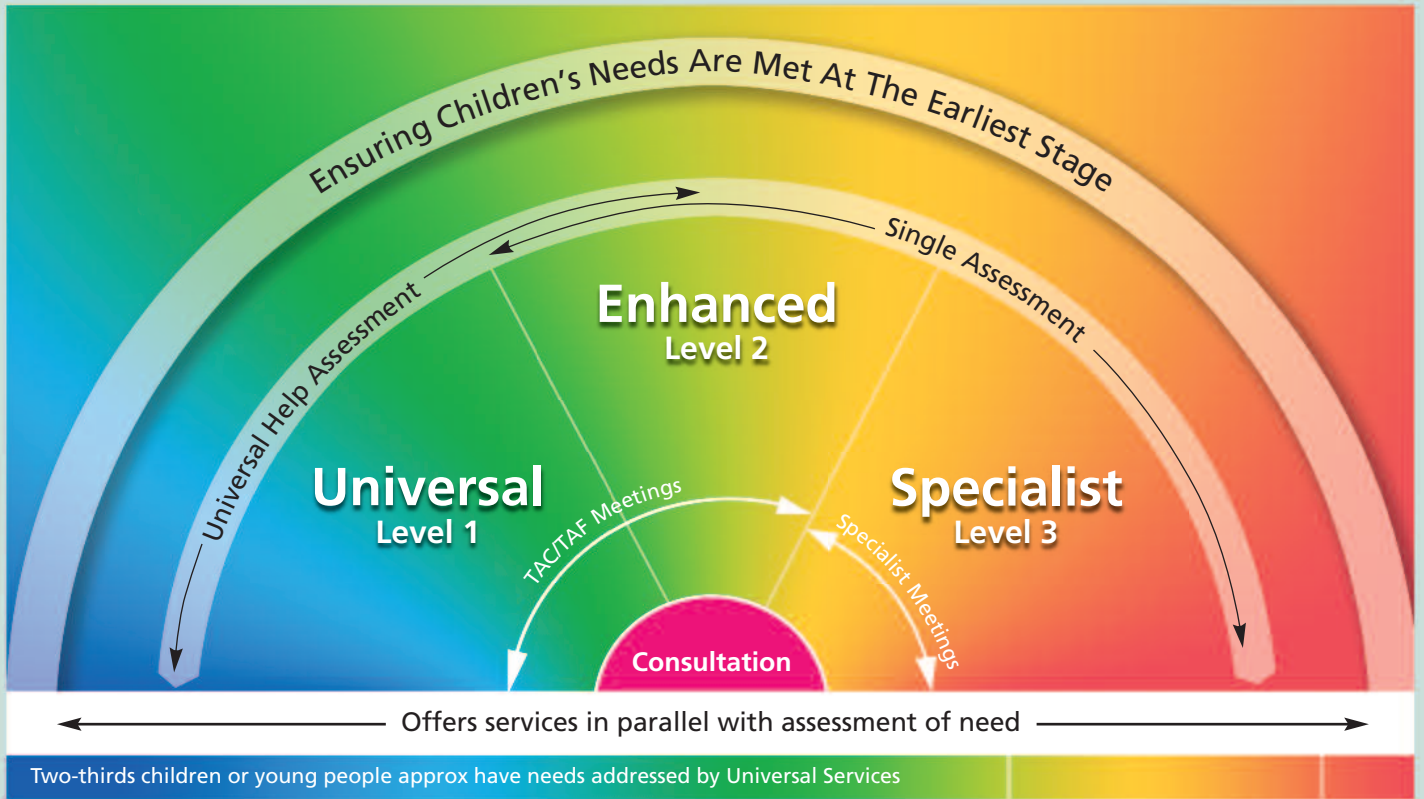 Ensuring Children's Needs Are Met At The Earliest Stage
Universal Help Assessment
Single Assessment
Enhanced
Level 2
Universal
Level 1
Specialist
Level 3
TAC/TAF Meetings
Specialist Meetings
Consultation
Offers services in parallel with assessment of need
Two-thirds children or young people approx have needs addressed by Universal Services